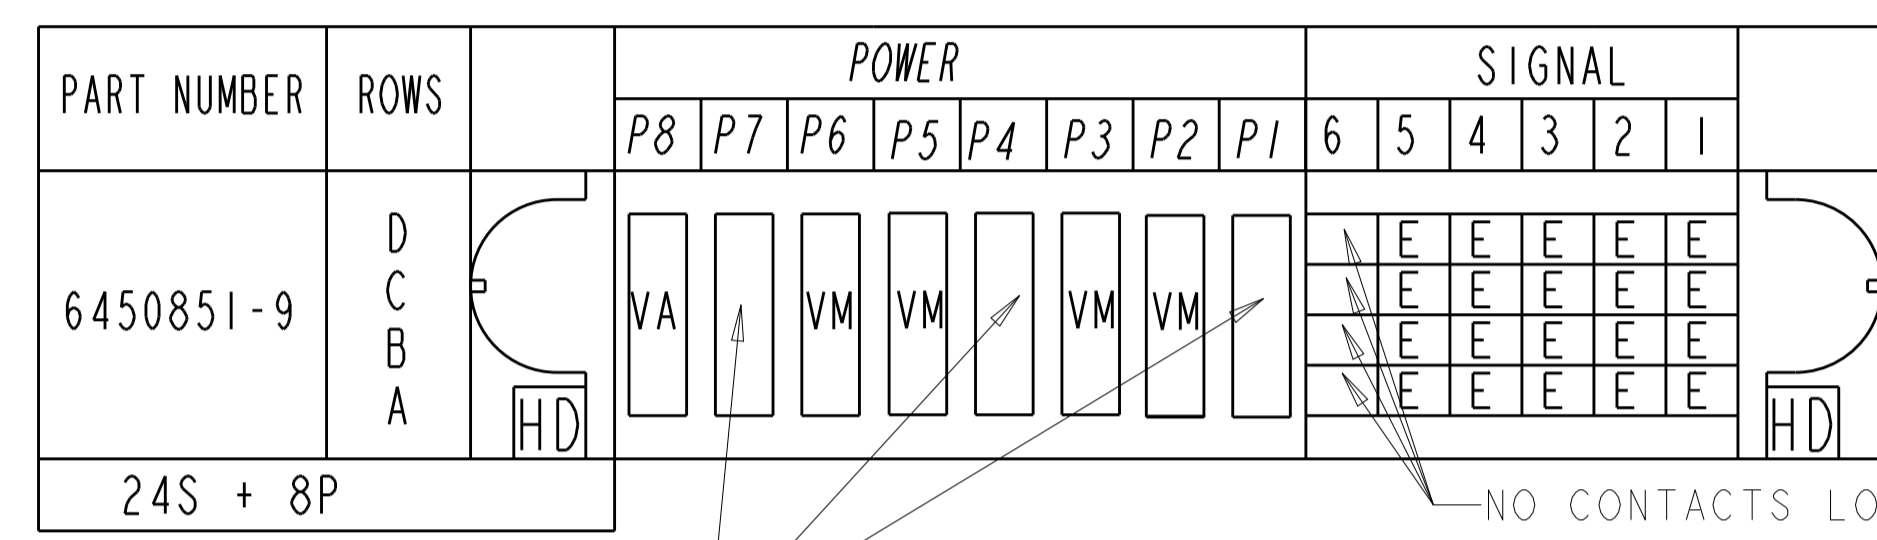 PART NUMBER ROWS POWER SIGNAL
P8 P7 P6 P5 P4 P3 P2 P1 6 5 4 3 2 1
6450851-9
D E E E E E
C E E E E E
VA VM VM VM VM
B E E E E E
A E E E E E
HD HD
24S + 8P
NO CONTACTS LO